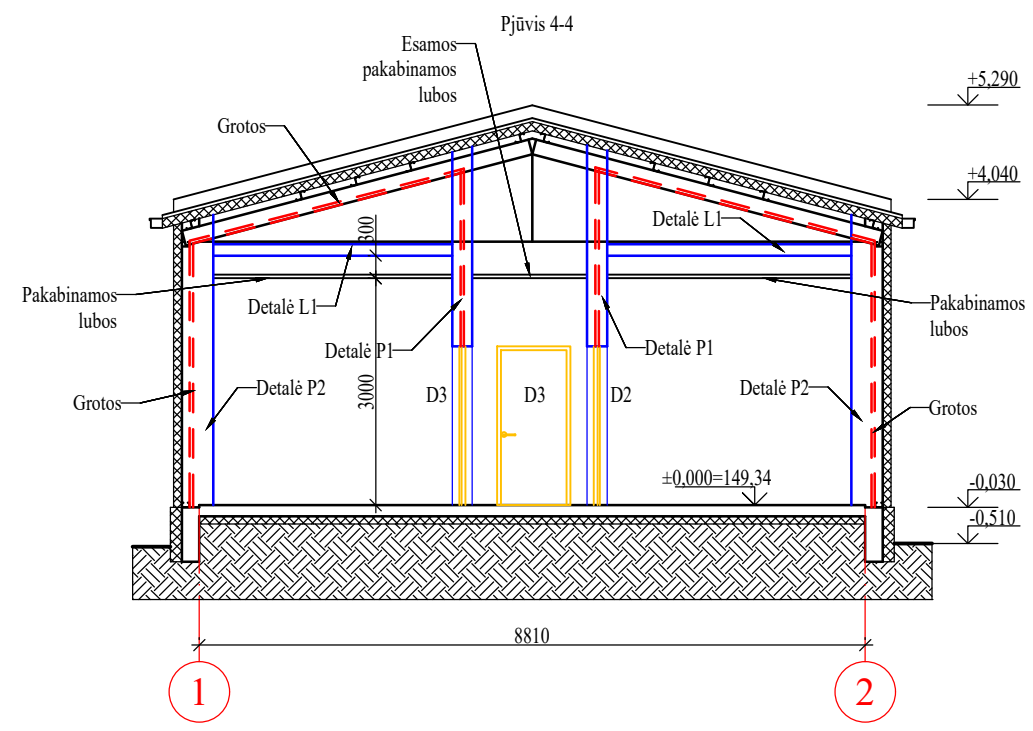 Pjūvis 4-4
Esamos
pakabinamos
lubos
+5,290
Grotos
+4,040
Detalė L1
300
Pakabinamos
lubos
Detalė L1
Pakabinamos
lubos
Detalė P1
Detalė P1
Grotos
Detalė P2
3000
D3
D3
D2
Detalė P2
Grotos
±0,000=149,34
-0,030
-0,510
8810
1
2